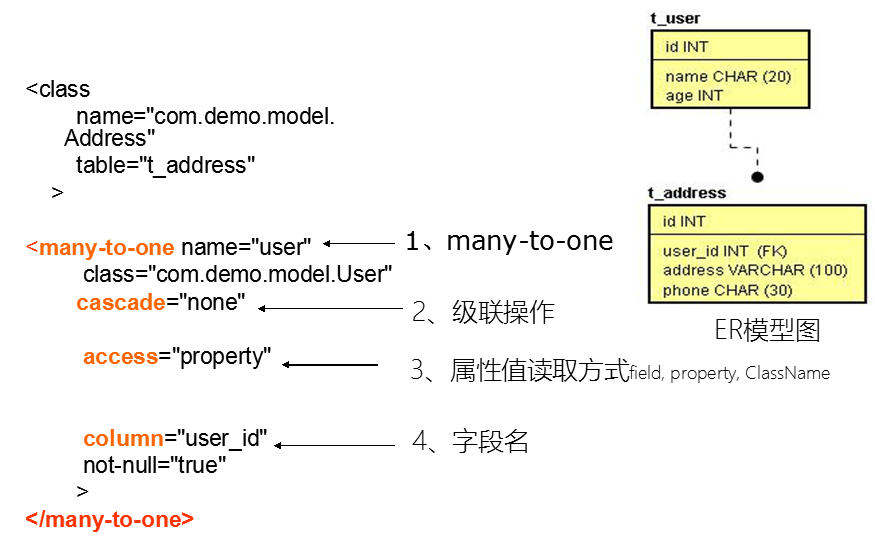 <class
name="com.demo.model.
Address"
table="t_address"
>
<many-to-one name="user"
class="com.demo.model.User"
cascade="none"
access="property"
column="user_id"
not-null="true"
>
</many-to-one>
1、many-to-one
2、级联操作
3、属性值读取方式field, property, ClassName
4、字段名
t_user
id INT
name CHAR (20)
age INT
t_address
id INT
user_id INT (FK)
address VARCHAR (100)
phone CHAR (30)
ER模型图